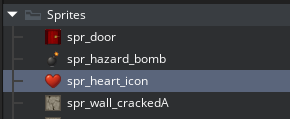 Sprites
spr_door
spr_hazard_bomb
spr_heart_icon
spr_wall_crackedA